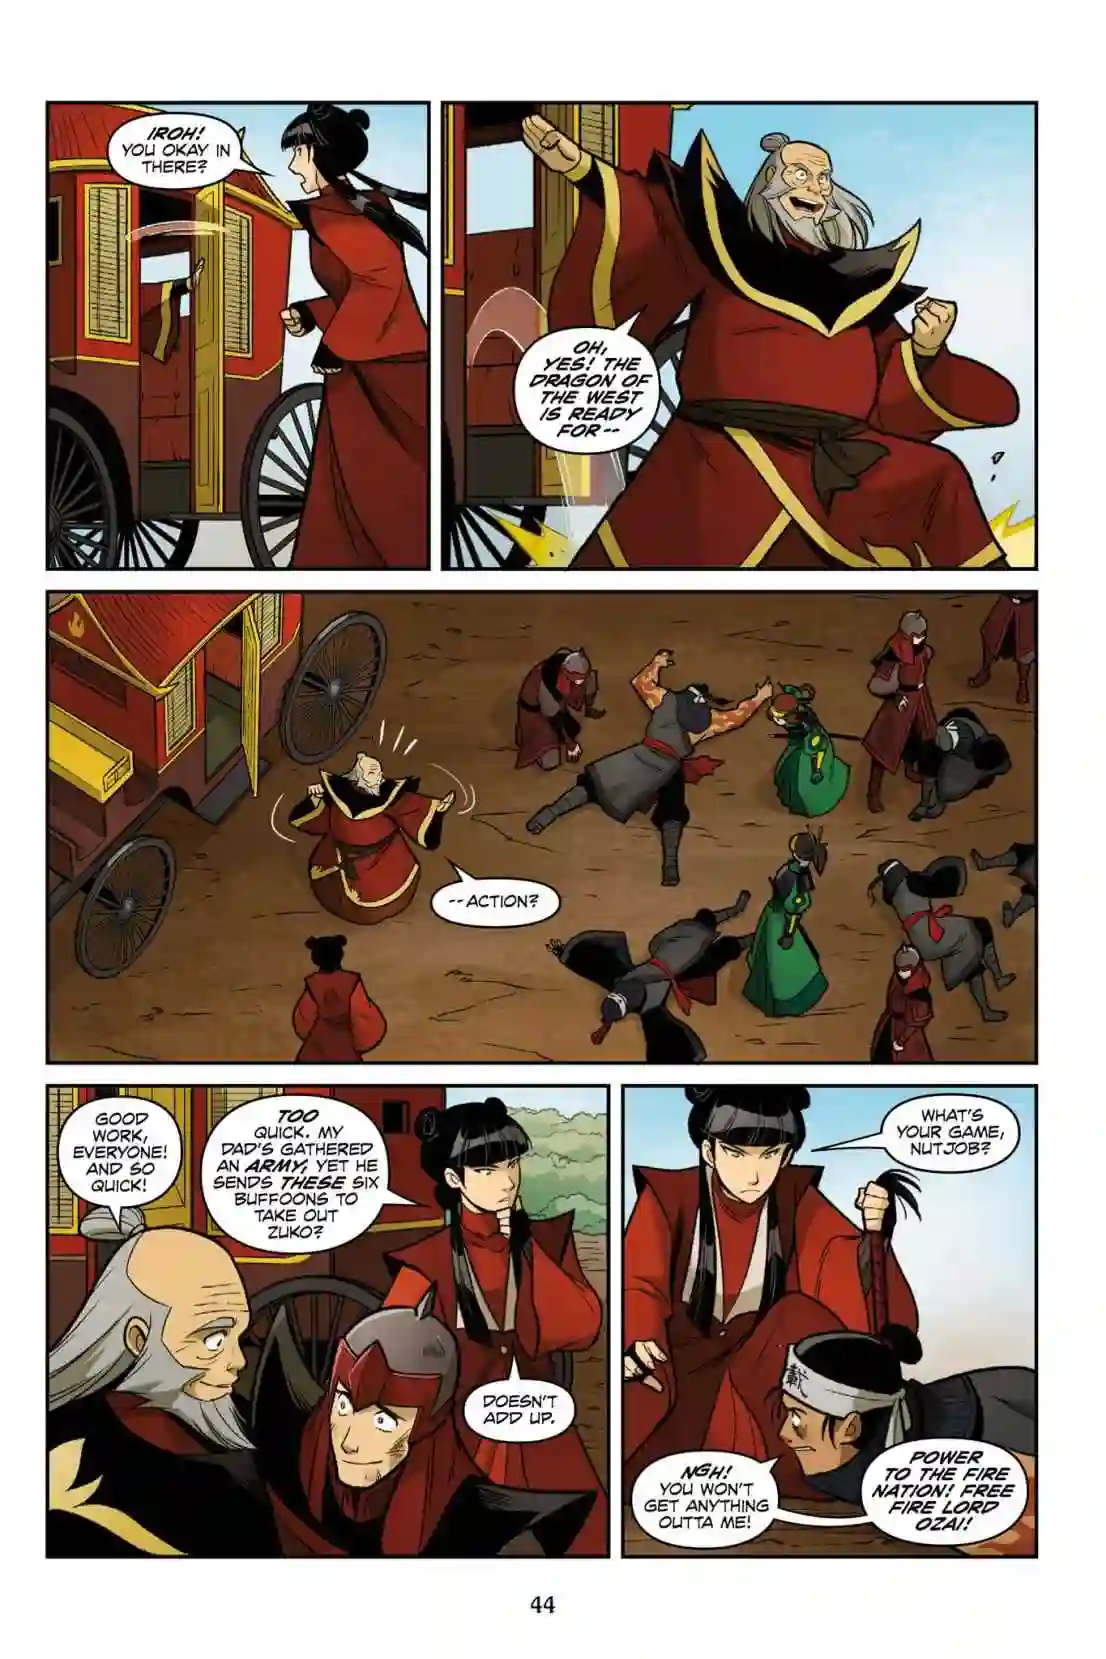 IROH!
YOU OKAY IN
THERE?
OH,
YES! THE
DRAGON OF
THE WEST
IS READY
FOR--
--ACTION?
GOOD
WORK,
EVERYONE!
AND SO
QUICK!
TOO
QUICK. MY
DAD'S GATHERED
AN ARMY, YET HE
SENDS THESE SIX
BUFFOONS TO
TAKE OUT
ZUKO?
DOESN'T
ADD UP.
WHAT'S
YOUR GAME,
NUTJOB?
NGH!
YOU WON'T
GET ANYTHING
OUTTA ME!
POWER
TO THE FIRE
NATION! FREE
FIRE LORD
OZAI!
44